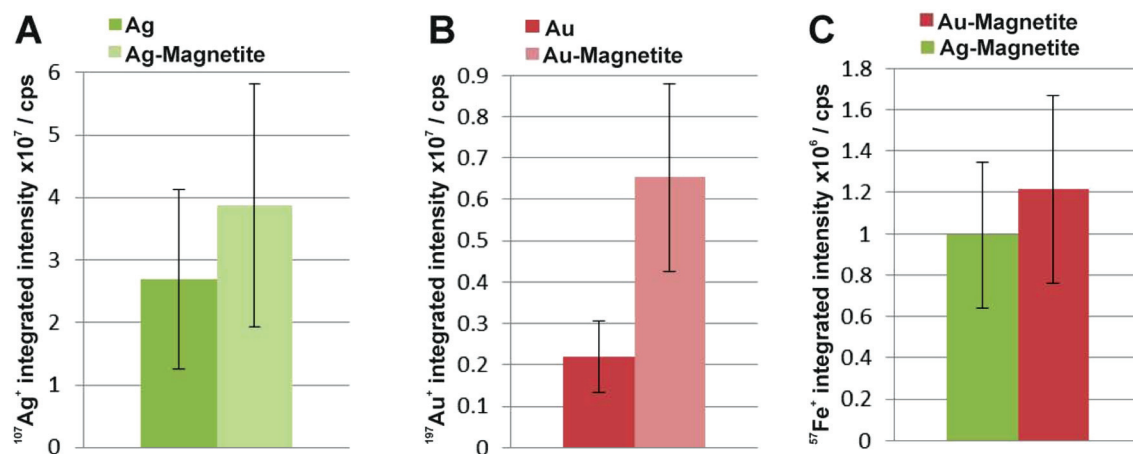 A
Ag
Ag-Magnetite
¹⁰⁷Ag⁺ integrated intensity x10⁷ / cps
6
5
4
3
2
1
0
B
Au
Au-Magnetite
¹⁹⁷Au⁺ integrated intensity x10⁷ / cps
0.9
0.8
0.7
0.6
0.5
0.4
0.3
0.2
0.1
0
C
Au-Magnetite
Ag-Magnetite
⁵⁷Fe⁺ integrated intensity x10⁶ / cps
1.8
1.6
1.4
1.2
1
0.8
0.6
0.4
0.2
0